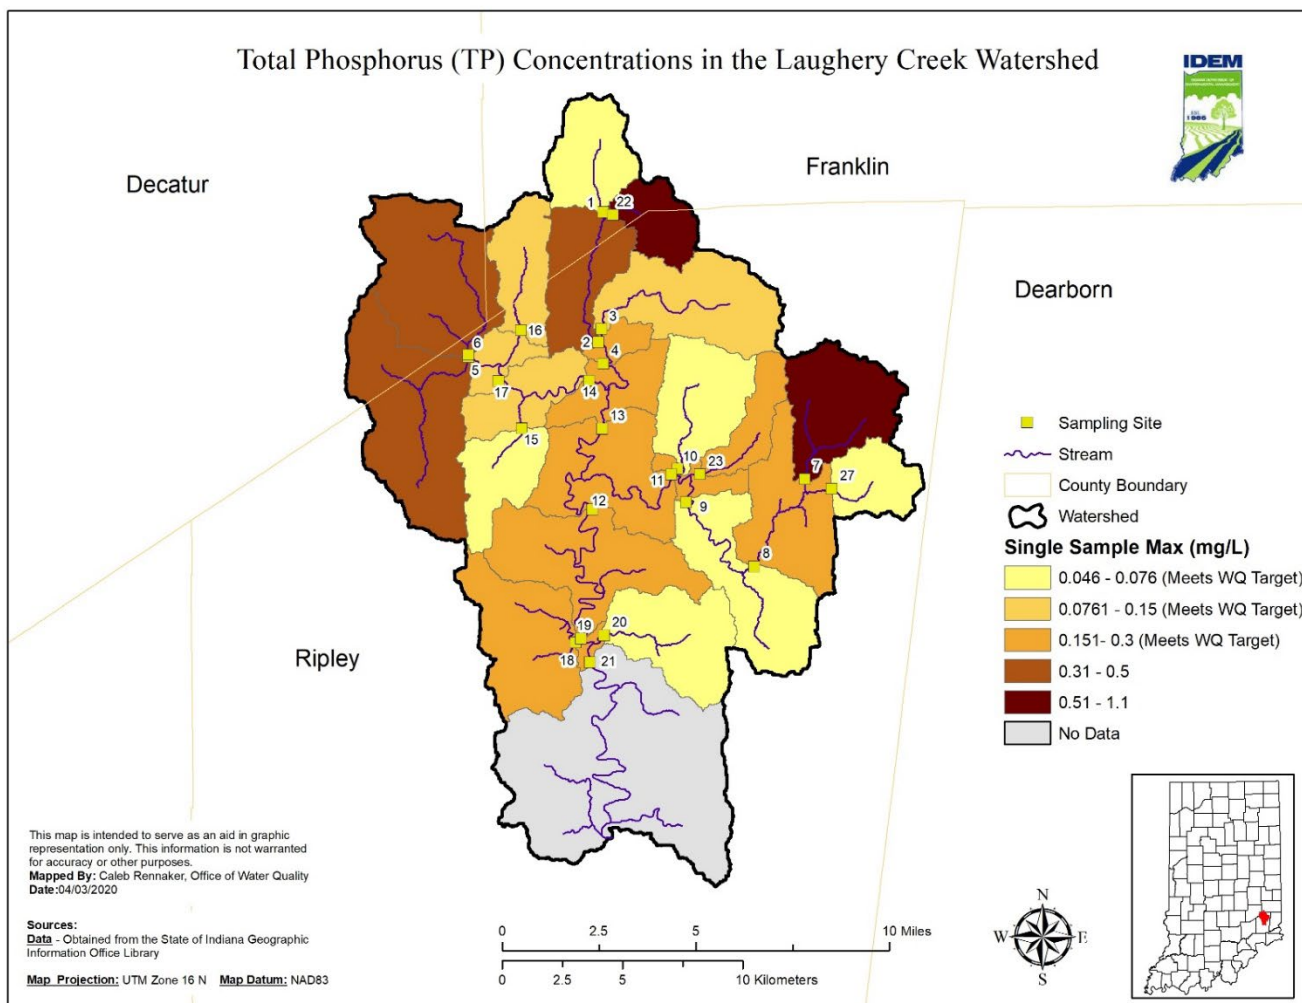 Total Phosphorus (TP) Concentrations in the Laughery Creek Watershed
IDEM
Decatur
Franklin
Dearborn
Ripley
1
22
3
2
4
16
6
5
17
14
13
15
10
23
11
9
12
7
27
8
19
20
18
21
Sampling Site
Stream
County Boundary
Watershed
Single Sample Max (mg/L)
0.046 - 0.076 (Meets WQ Target)
0.0761 - 0.15 (Meets WQ Target)
0.151- 0.3 (Meets WQ Target)
0.31 - 0.5
0.51 - 1.1
No Data
This map is intended to serve as an aid in graphic
representation only. This information is not warranted
for accuracy or other purposes.
Mapped By: Caleb Rennaker, Office of Water Quality
Date:04/03/2020
Sources:
Data - Obtained from the State of Indiana Geographic
Information Office Library
Map Projection: UTM Zone 16 N Map Datum: NAD83
0 2.5 5 10 Miles
0 2.5 5 10 Kilometers
N
W E
S